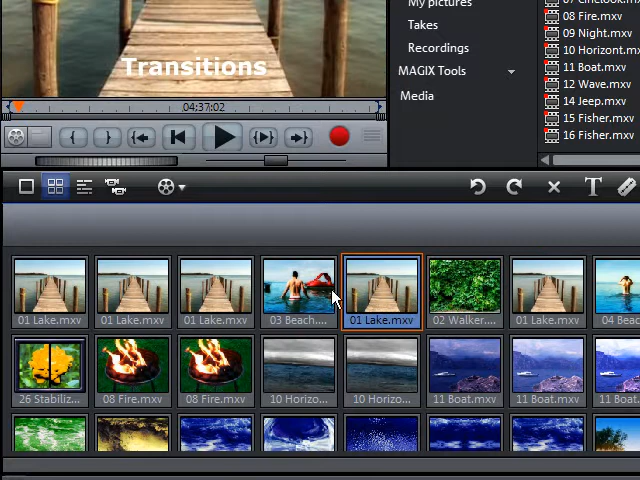 My pictures
Takes
Recordings
MAGIX Tools
Media
08 Fire.mxv
09 Night.mxv
10 Horizont.m
11 Boat.mxv
12 Wave.mxv
14 Jeep.mxv
15 Fisher.mxv
16 Fisher.mxv
Transitions
04:37:02
T
01 Lake.mxv
01 Lake.mxv
01 Lake.mxv
03 Beach....
01 Lake.mxv
02 Walker....
01 Lake.mxv
04 Beach
26 Stabiliz...
08 Fire.mxv
08 Fire.mxv
10 Horizo...
10 Horizo...
11 Boat.mxv
11 Boat.mxv
11 Boat.m